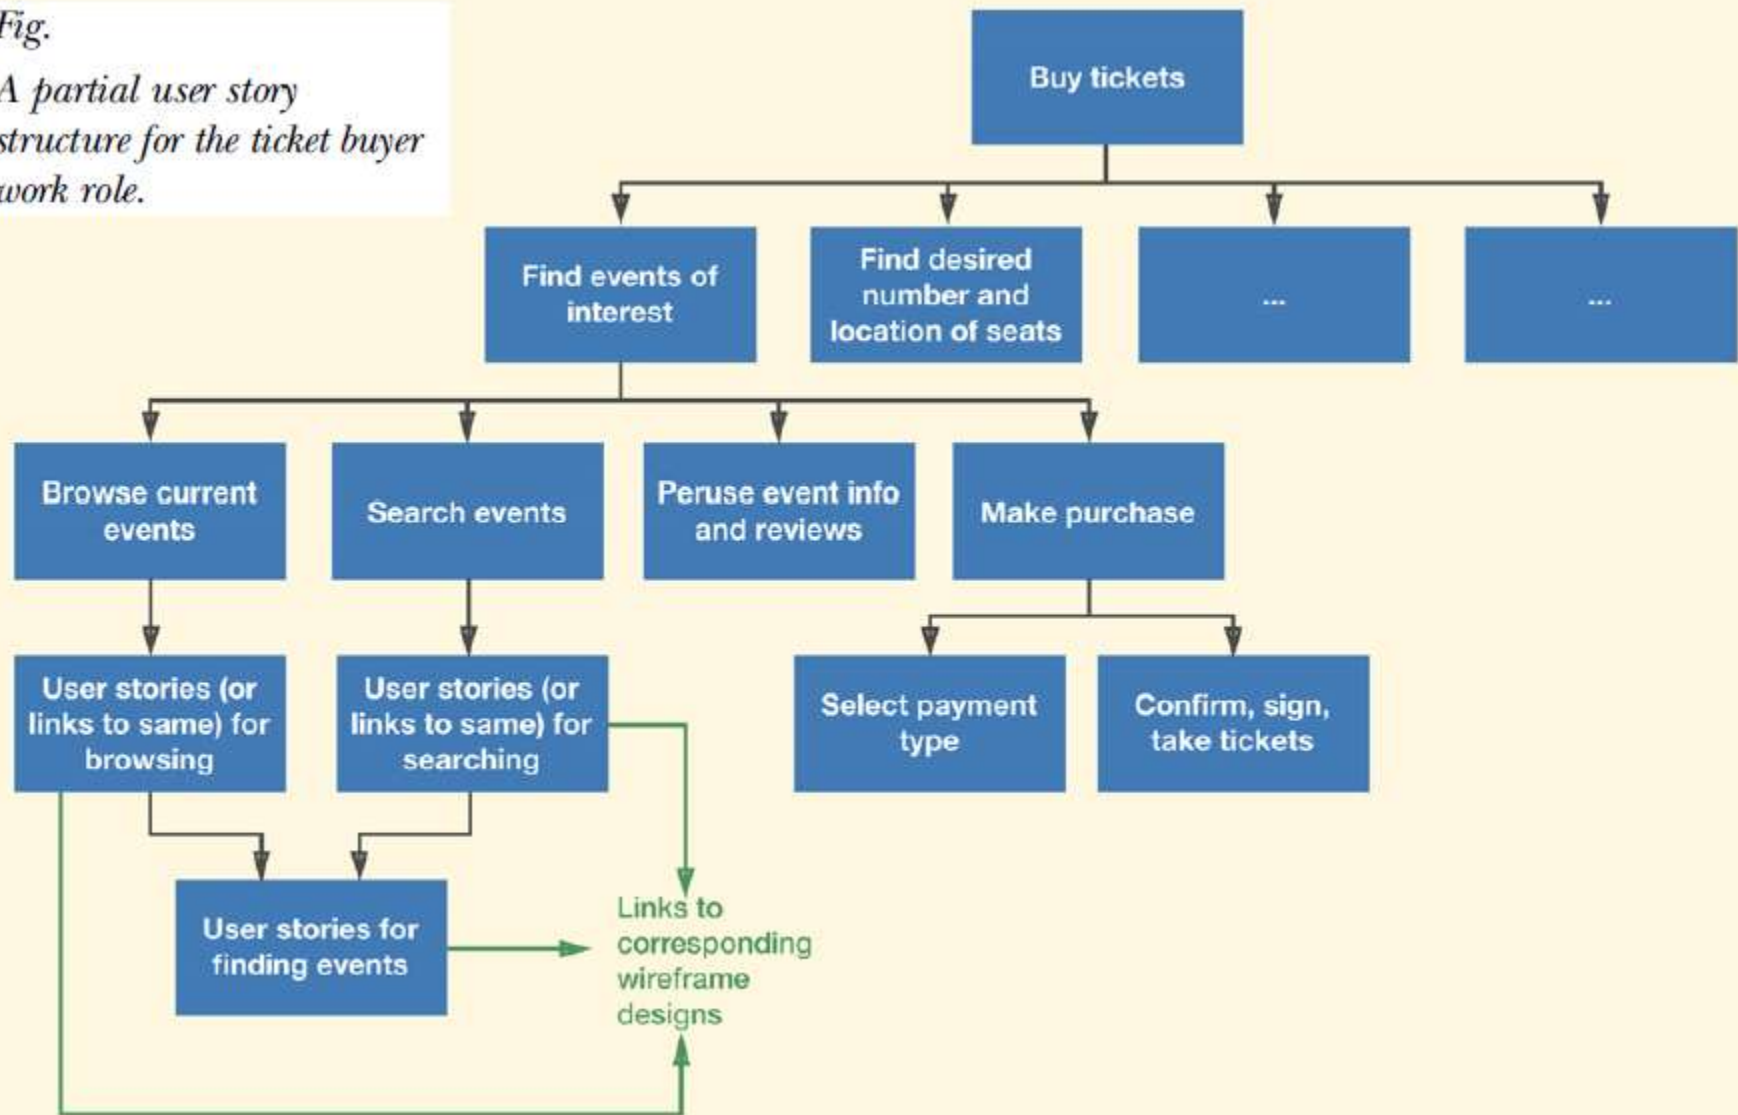 Fig.
A partial user story
structure for the ticket buyer
work role.
Buy tickets
Find events of
interest
Find desired
number and
location of seats
...
...
Browse current
events
Search events
Peruse event info
and reviews
Make purchase
User stories (or
links to same) for
browsing
User stories (or
links to same) for
searching
Select payment
type
Confirm, sign,
take tickets
User stories for
finding events
Links to
corresponding
wireframe
designs